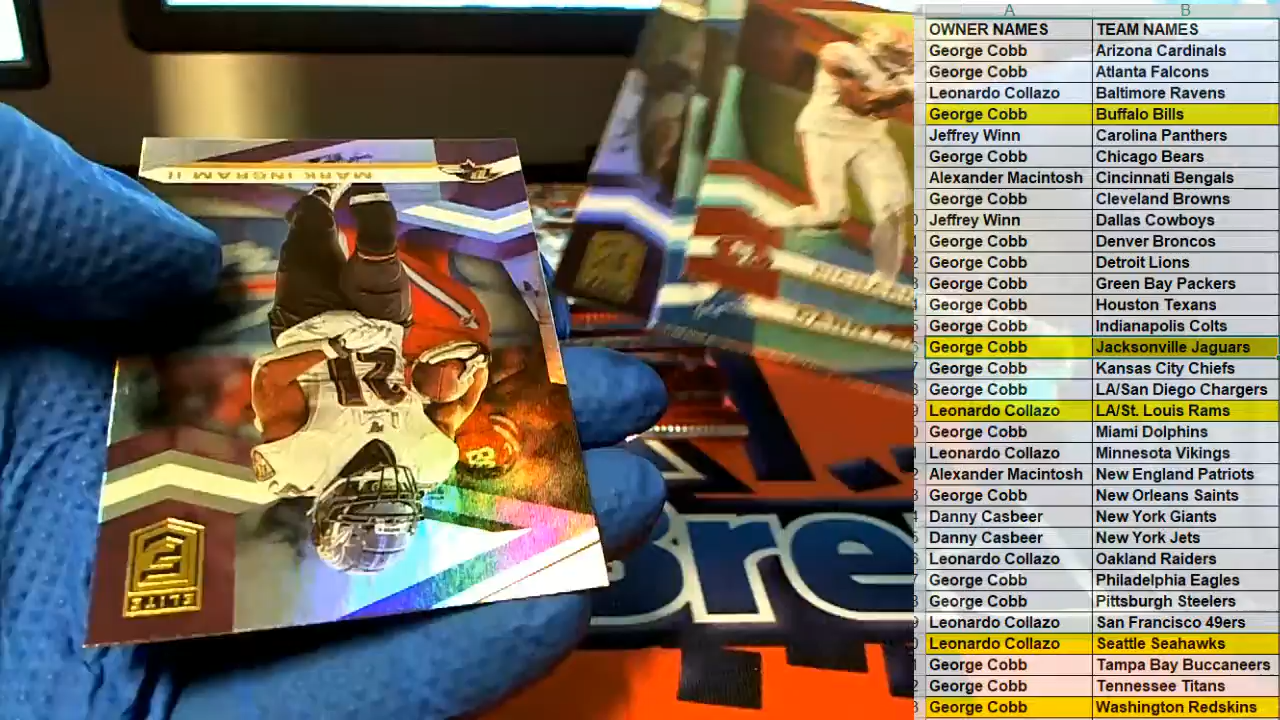 A B
OWNER NAMES TEAM NAMES
George Cobb Arizona Cardinals
George Cobb Atlanta Falcons
Leonardo Collazo Baltimore Ravens
George Cobb Buffalo Bills
Jeffrey Winn Carolina Panthers
George Cobb Chicago Bears
Alexander Macintosh Cincinnati Bengals
George Cobb Cleveland Browns
Jeffrey Winn Dallas Cowboys
George Cobb Denver Broncos
George Cobb Detroit Lions
George Cobb Green Bay Packers
George Cobb Houston Texans
George Cobb Indianapolis Colts
George Cobb Jacksonville Jaguars
George Cobb Kansas City Chiefs
George Cobb LA/San Diego Chargers
Leonardo Collazo LA/St. Louis Rams
George Cobb Miami Dolphins
Leonardo Collazo Minnesota Vikings
Alexander Macintosh New England Patriots
George Cobb New Orleans Saints
Danny Casbeer New York Giants
Danny Casbeer New York Jets
Leonardo Collazo Oakland Raiders
George Cobb Philadelphia Eagles
George Cobb Pittsburgh Steelers
Leonardo Collazo San Francisco 49ers
Leonardo Collazo Seattle Seahawks
George Cobb Tampa Bay Buccaneers
George Cobb Tennessee Titans
George Cobb Washington Redskins
MARK INGRAM II
21
ELITE
Bre